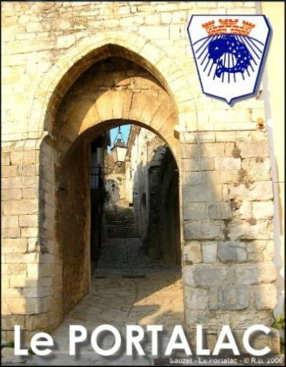 Le PORTALAC
Sauzet - Le Portalac - © R.B. 2006